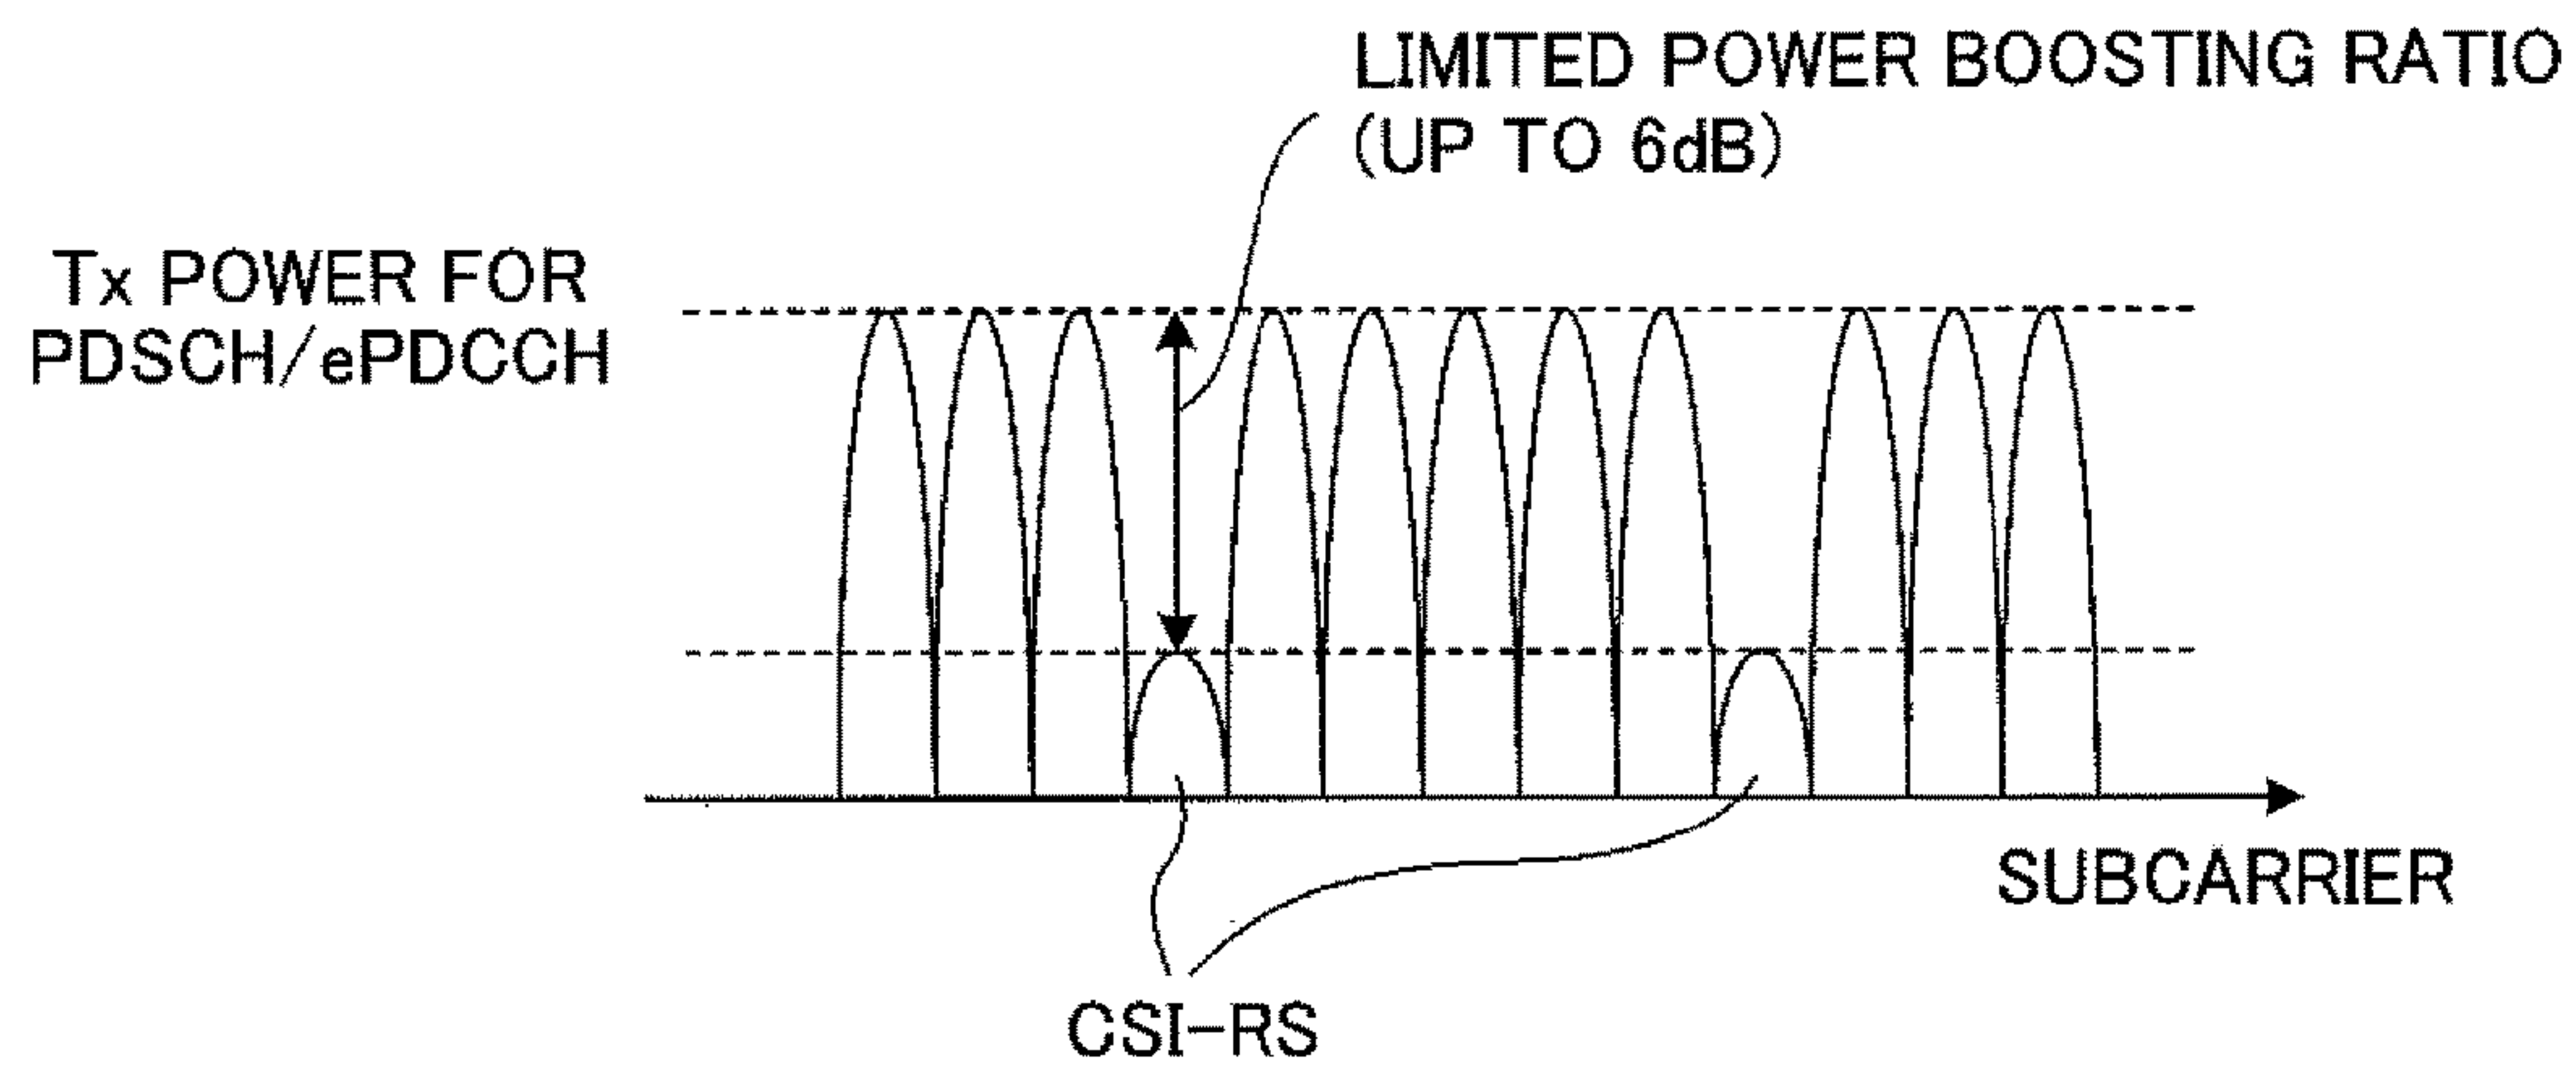 LIMITED POWER BOOSTING RATIO
(UP TO 6dB)
Tx POWER FOR
PDSCH/ePDCCH
SUBCARRIER
CSI-RS